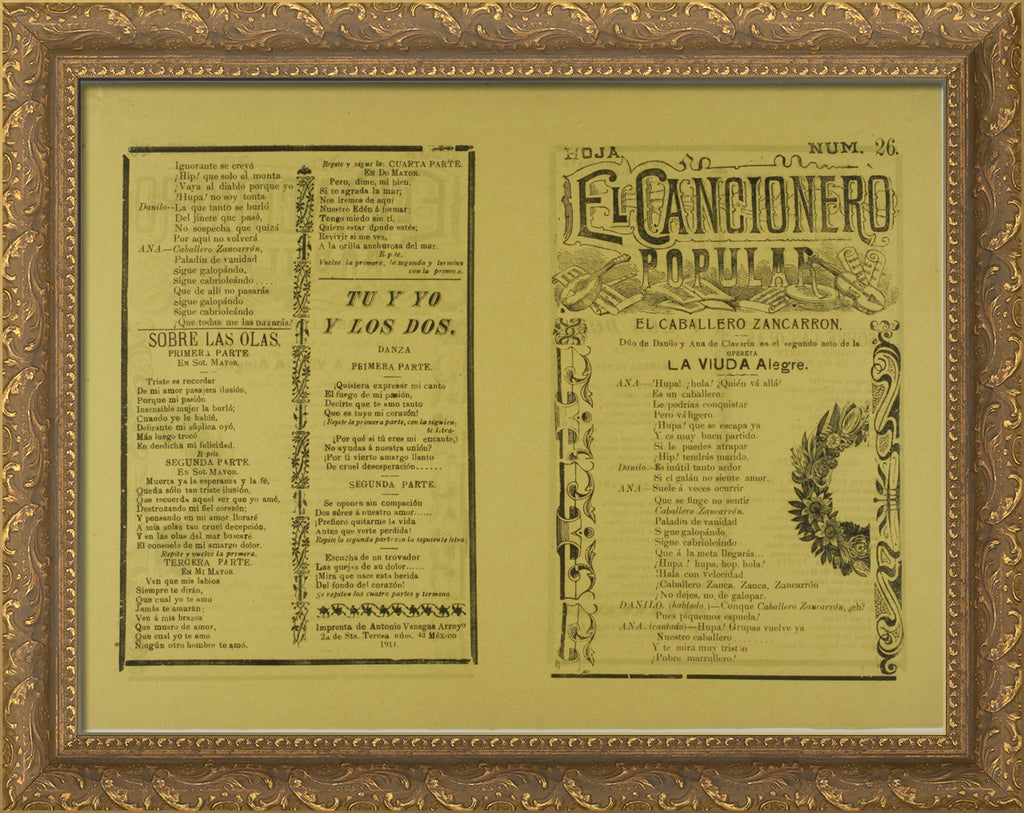 HOJA NUM. 26.
EL CANCIONERO
POPULAR
EL CABALLERO ZANCARRON.
Dúo de Danilo y Ana de Clavarín en el segundo acto de la
OPERETA
LA VIUDA Alegre.
ANA—¡Hupa! ¡hola! ¿Quién vá allá?
Es un caballero.
Le podrías conquistar
Pero vá ligero.
¡Hupa! que se escapa ya
Y es muy buen partido.
Si le puedes atrapar
¡Hip! tendrás marido.
Danilo—Es inútil tanto ardor
Si el galán no siente amor.
ANA—Suele á veces ocurrir
Que se finge no sentir
Caballero Zancarrón.
Paladín de vanidad
S gue galopándo,
Sigue cabrioleándo
Que á la meta llegarás...
¡Hupa! hupa, hop, hola!
¡Hala con velocidad
¡Caballero Zanca, Zanca, Zancarrón
¡No dejes, no, de galopar.
DANILO. (hablado.)—Conque Caballero Zancarrón, ¿eh?
Pues piquemos espuela!
ANA. (cantado)—Hupa! Grupas vuelve ya
Nuestro caballero
Y te mira muy tristón
¡Pobre marrullero!
Ignorante se creyó
¡Hip! que solo el monta
¡Vaya al diablo porque yo
¡Hupa! no soy tonta.
Danilo--La que tanto se burló
Del jinete que pasó,
No sospecha que quizá
Por aquí no volverá
ANA.—Caballero Zancarrón,
Paladín de vanidad
Sigue galopándo,
Sigue cabrioleándo....
Que de allí no pasarás
Sigue galopándo
Sigue cabrioleándo
¡Que todas me las pagarás!
SOBRE LAS OLAS.
PRIMERA PARTE
EN SOL MAYOR.
Triste es recordar
De mi amor pasajera ilusión,
Porque mi pasión
Insensible mujer la burló;
Cuando yo le hablé,
Delirante mi súplica oyó,
Más luego trocó
En desdicha mi felicidad.
R-pite.
SEGUNDA PARTE.
EN SOL MAYOR.
Muerta ya la esperanza y la fé,
Queda sólo tan triste ilusión,
Que recuerda aquel ser que yo amé,
Destrozando mi fiel corazón;
Y pensando en mi amor lloraré
A mis solas tan cruel decepción,
Y en las olas del mar buscaré
El consuelo de mi amargo dolor.
Repite y vuelve la primera.
TERCERA PARTE.
EN MI MAYOR.
Ven que mis labios
Siempre te dirán,
Que cual yo te amo
Jamás te amarán;
Ven á mis brazos
Que muero de amor,
Que cual yo te amo
Ningún otro hombre te amó.
Repite y sigue la: CUARTA PARTE.
EN DO MAYOR.
Pero, dime, mi bien,
Si te agrada la mar;
Nos iremos de aquí
Nuestro Edén á formar;
Tengo miedo sin tí,
Quiero estar donde estés;
Revivir si me ves,
A la orilla anchurosa del mar.
R-pite.
Vuelve la primera, la segunda y termina
con la primera.
TU Y YO
Y LOS DOS.
DANZA
PRIMERA PARTE.
¡Quisiera expresar mi canto
El fuego de mi pasión,
Decirte que te amo tanto
Que es tuyo mi corazón!
¡Repite la primera parte, con la siguien-
te letra-
¿Por qué si tú eres mi encanto,)
No ayudas á nuestra unión?
¡Por tí vierto amargo llanto
De cruel desesperación......
SEGUNDA PARTE.
Se oponen sin compación
Dos séres á nuestro amor.....
¡Prefiero quitarme la vida
Antes que verte perdida!
Repite la segunda parte con la siguiente letra:
Escucha de un trovador
Las quejas de su dolor......
¡Mira que nace esta herida
Del fondo del corazón!
Se repiten las cuatro partes y termina.
Imprenta de Antonio Vanegas Arroyo
2a de Sta. Teresa núm. 43 México
1911.